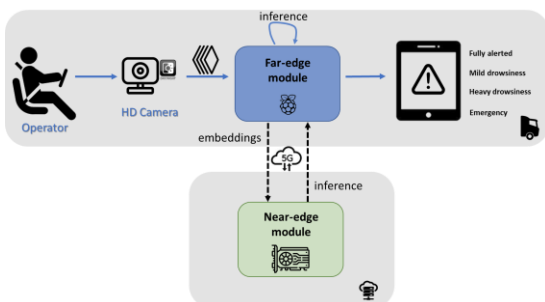 inference
Far-edge
module
Operator
HD Camera
Fully alerted
Mild drowsiness
Heavy drowsiness
Emergency
embeddings
5G
inference
Near-edge
module